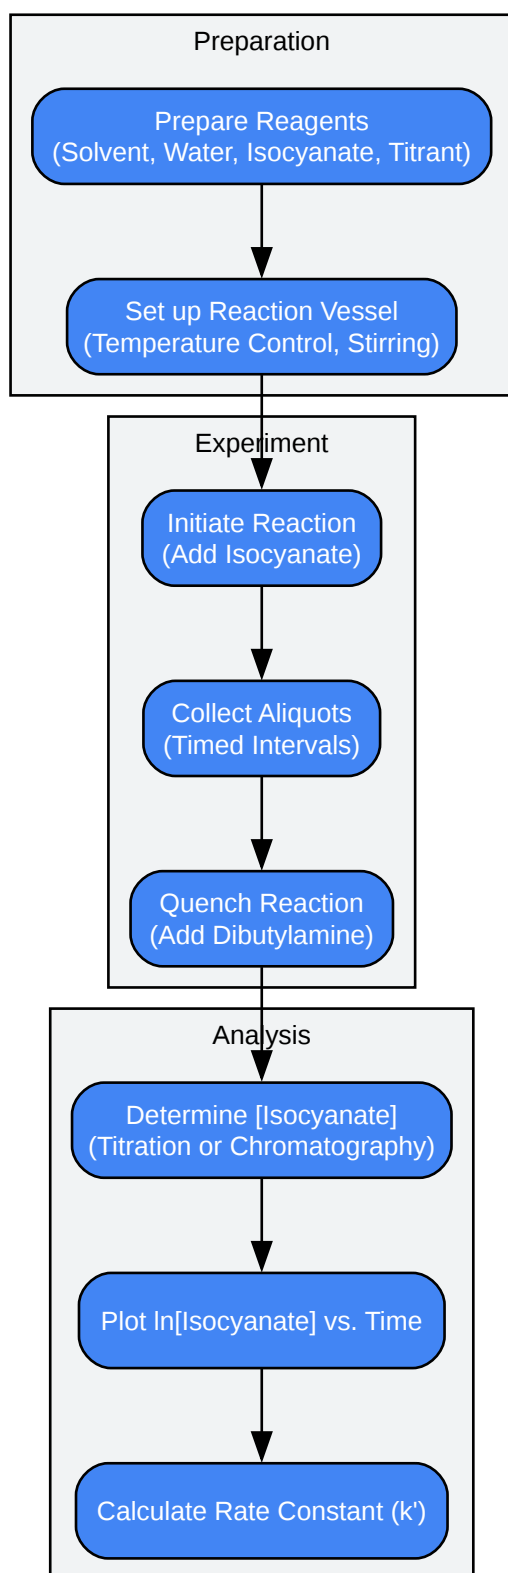 Preparation
Prepare Reagents
(Solvent, Water, Isocyanate, Titrant)
Set up Reaction Vessel
(Temperature Control, Stirring)
Experiment
Initiate Reaction
(Add Isocyanate)
Collect Aliquots
(Timed Intervals)
Quench Reaction
(Add Dibutylamine)
Analysis
Determine [Isocyanate]
(Titration or Chromatography)
Plot ln[Isocyanate] vs. Time
Calculate Rate Constant (k')